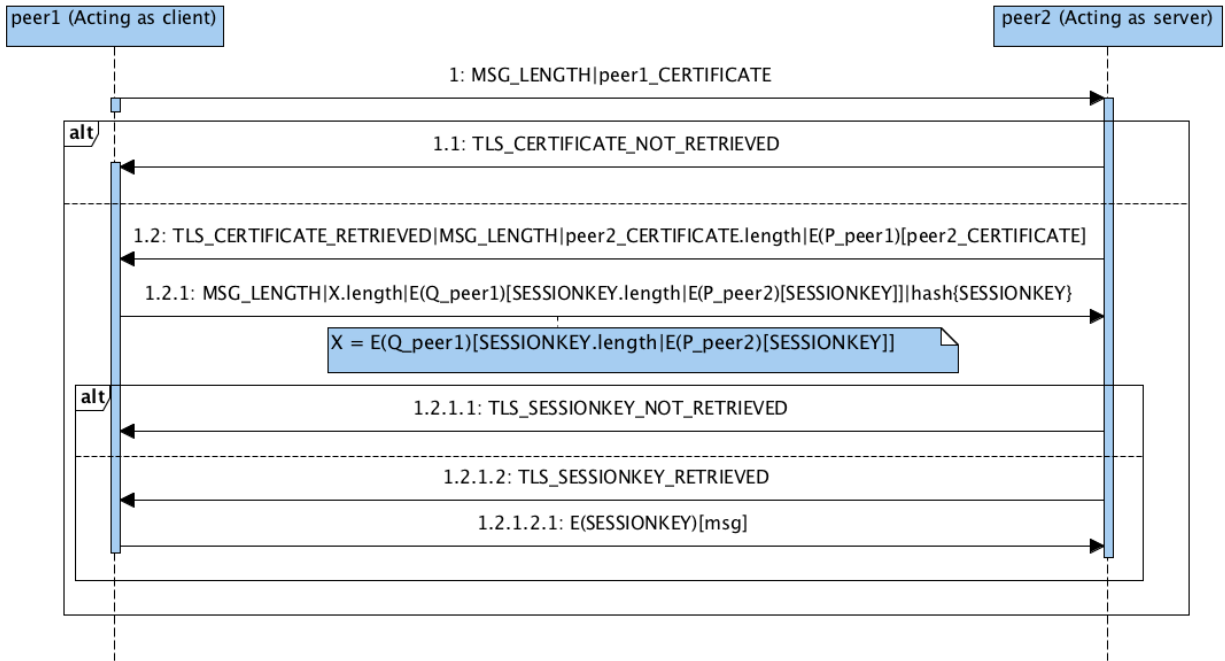 peer1 (Acting as client)
peer2 (Acting as server)
1: MSG_LENGTH|peer1_CERTIFICATE
alt
1.1: TLS_CERTIFICATE_NOT_RETRIEVED
1.2: TLS_CERTIFICATE_RETRIEVED|MSG_LENGTH|peer2_CERTIFICATE.length|E(P_peer1)[peer2_CERTIFICATE]
1.2.1: MSG_LENGTH|X.length|E(Q_peer1)[SESSIONKEY.length|E(P_peer2)[SESSIONKEY]]|hash{SESSIONKEY}
X = E(Q_peer1)[SESSIONKEY.length|E(P_peer2)[SESSIONKEY]]
alt
1.2.1.1: TLS_SESSIONKEY_NOT_RETRIEVED
1.2.1.2: TLS_SESSIONKEY_RETRIEVED
1.2.1.2.1: E(SESSIONKEY)[msg]